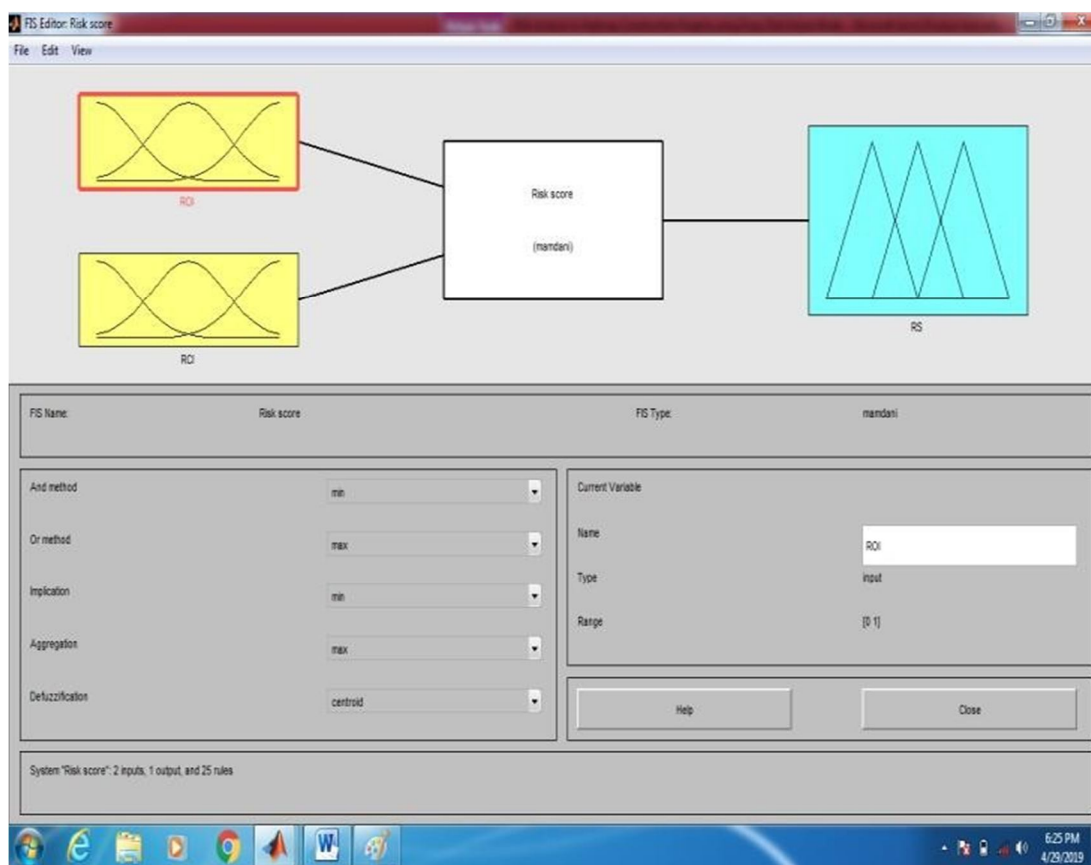 FIS Editor: Risk score
File Edit View
ROI
Risk score
(mamdani)
RCI
RS
FIS Name: Risk score FIS Type: mamdani
And method min
Or method max
Implication min
Aggregation max
Defuzzification centroid
Current Variable
Name ROI
Type input
Range [0 1]
Help Close
System "Risk score": 2 inputs, 1 output, and 25 rules
6:25 PM
4/29/2019